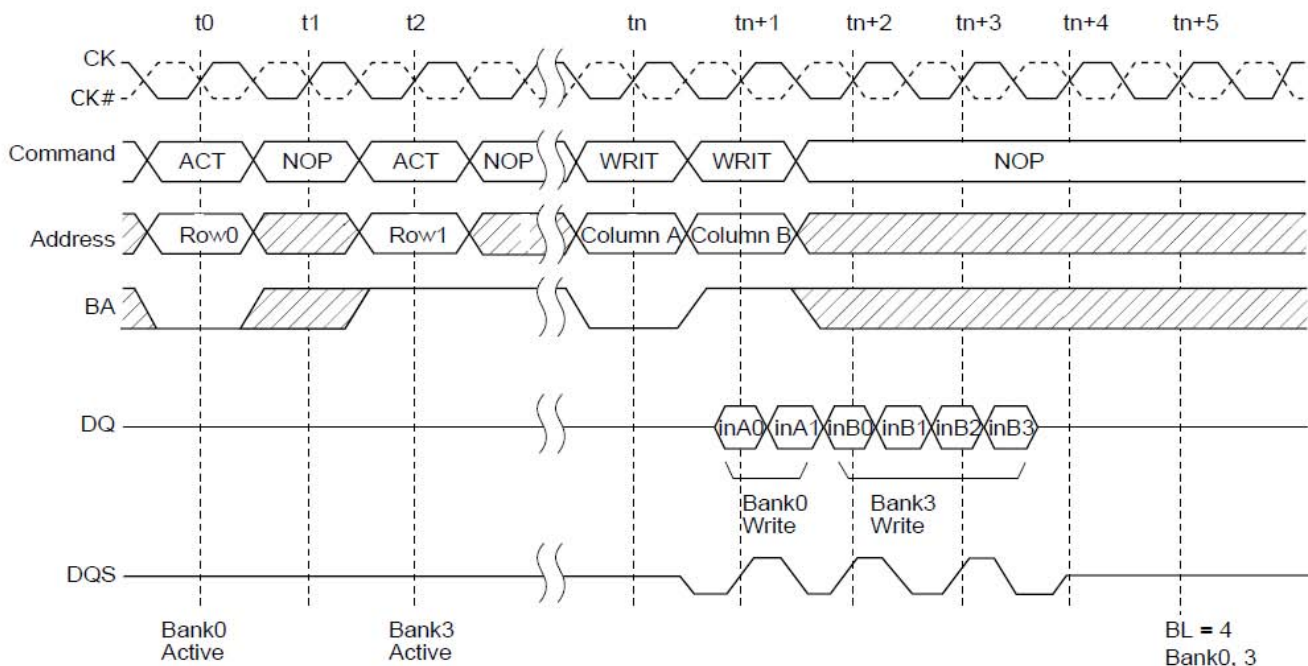 t0 t1 t2 tn tn+1 tn+2 tn+3 tn+4 tn+5
CK
CK#
Command ACT NOP ACT NOP WRIT WRIT NOP
Address Row0 Row1 Column A Column B
BA
DQ inA0 inA1 inB0 inB1 inB2 inB3
Bank0 Bank3
Write Write
DQS
Bank0 Bank3 BL = 4
Active Active Bank0, 3